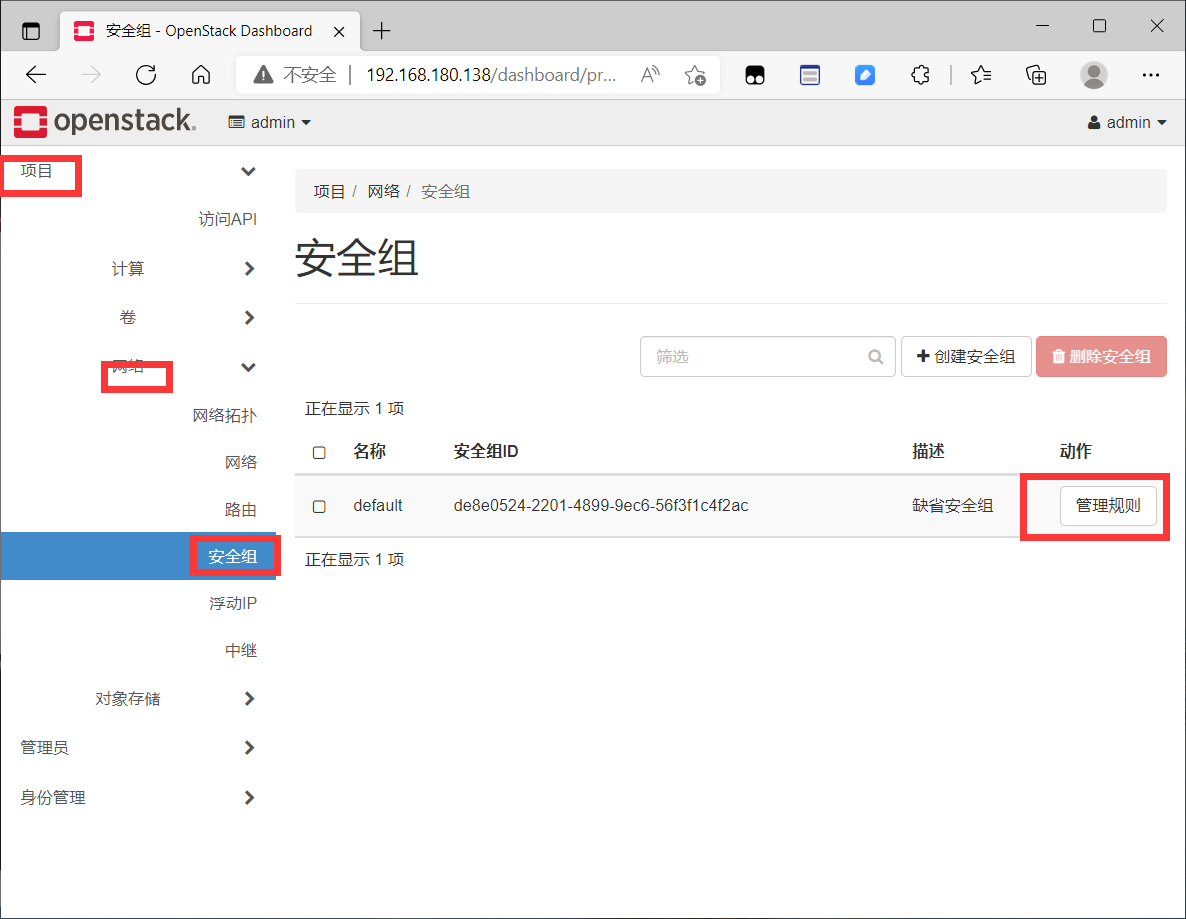 安全组 - OpenStack Dashboard
不安全 192.168.180.138/dashboard/pr...
openstack. admin admin
项目
访问API
计算
卷
网络
网络拓扑
网络
路由
安全组
浮动IP
中继
对象存储
管理员
身份管理
项目 / 网络 / 安全组
安全组
筛选 创建安全组 删除安全组
正在显示 1 项
名称 安全组ID 描述 动作
default de8e0524-2201-4899-9ec6-56f3f1c4f2ac 缺省安全组 管理规则
正在显示 1 项